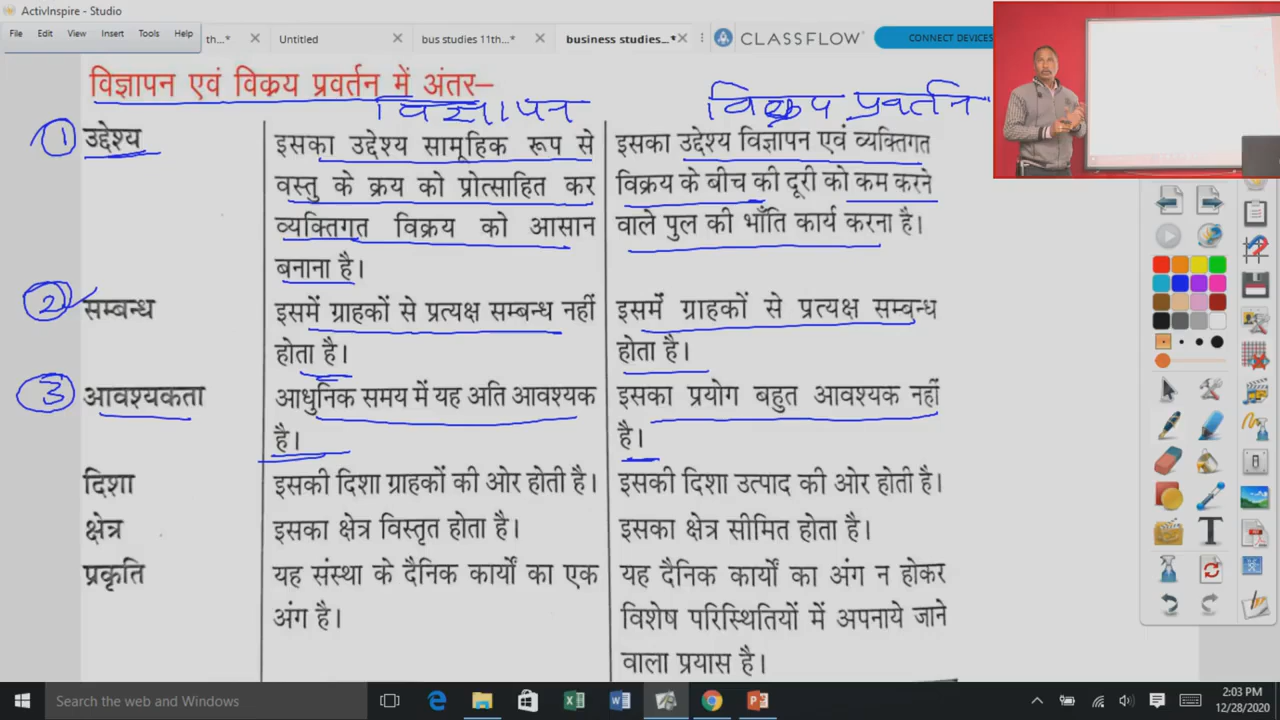 ActivInspire - Studio
File Edit View Insert Tools Help
th...* Untitled bus studies 11th...* business studies...* CLASSFLOW CONNECT DEVICES
विज्ञापन एवं विक्रय प्रवर्तन में अंतर–
विज्ञापन विक्रय प्रवर्तन
① उद्देश्य इसका उद्देश्य सामूहिक रूप से इसका उद्देश्य विज्ञापन एवं व्यक्तिगत
वस्तु के क्रय को प्रोत्साहित कर विक्रय के बीच की दूरी को कम करने
व्यक्तिगत विक्रय को आसान वाले पुल की भाँति कार्य करना है।
बनाना है।
② सम्बन्ध इसमें ग्राहकों से प्रत्यक्ष सम्बन्ध नहीं इसमें ग्राहकों से प्रत्यक्ष सम्बन्ध
होता है। होता है।
③ आवश्यकता आधुनिक समय में यह अति आवश्यक इसका प्रयोग बहुत आवश्यक नहीं
है। है।
दिशा इसकी दिशा ग्राहकों की ओर होती है। इसकी दिशा उत्पाद की ओर होती है।
क्षेत्र इसका क्षेत्र विस्तृत होता है। इसका क्षेत्र सीमित होता है।
प्रकृति यह संस्था के दैनिक कार्यों का एक यह दैनिक कार्यों का अंग न होकर
अंग है। विशेष परिस्थितियों में अपनाये जाने
वाला प्रयास है।
Search the web and Windows
2:03 PM
12/28/2020